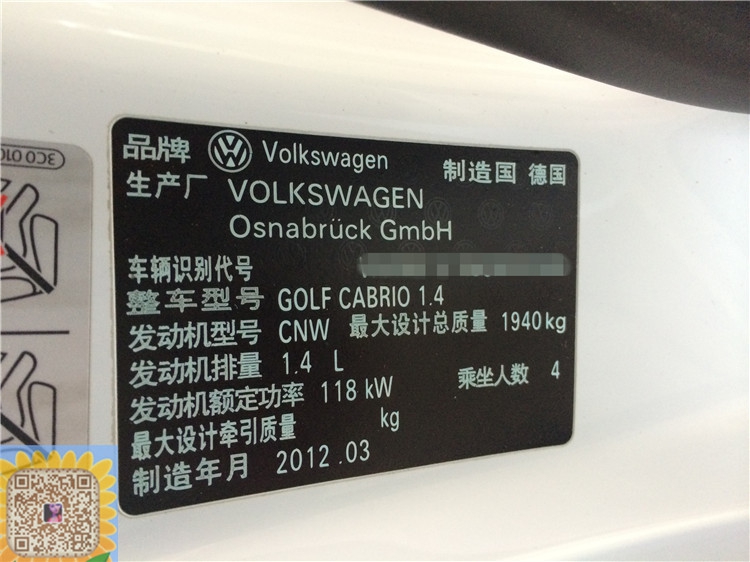 3C0 010
品牌 Volkswagen 制造国 德国
生产厂 VOLKSWAGEN
Osnabrück GmbH
车辆识别代号
整车型号 GOLF CABRIO 1.4
发动机型号 CNW 最大设计总质量 1940 kg
发动机排量 1.4 L 乘坐人数 4
发动机额定功率 118 kW
最大设计牵引质量 kg
制造年月 2012 .03